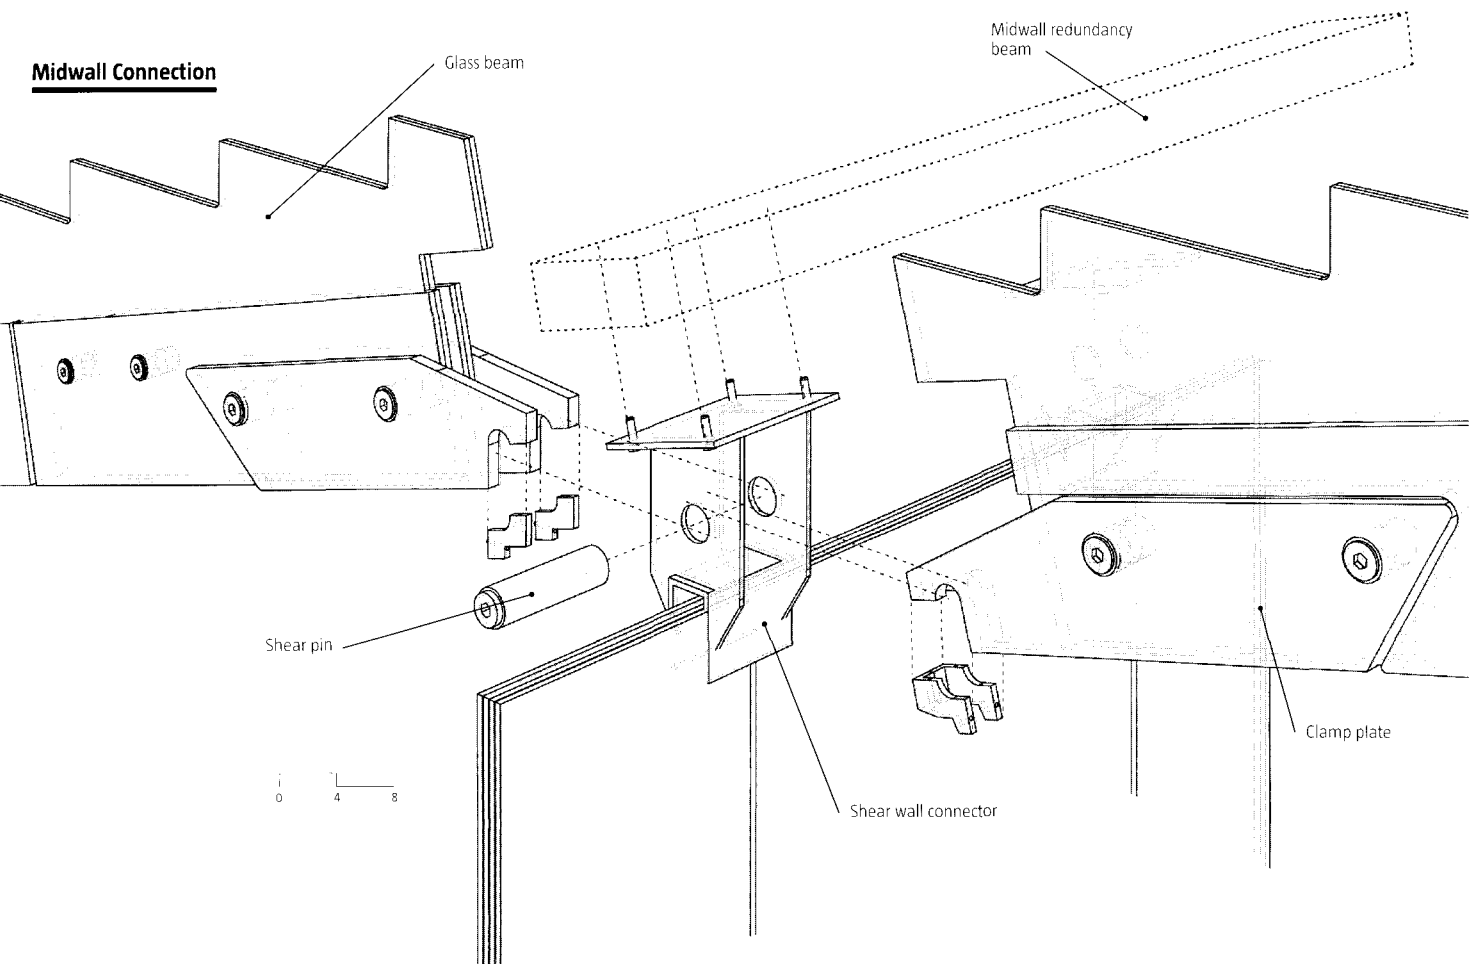 Midwall Connection
Glass beam
Midwall redundancy
beam
Shear pin
Clamp plate
Shear wall connector
0 4 8